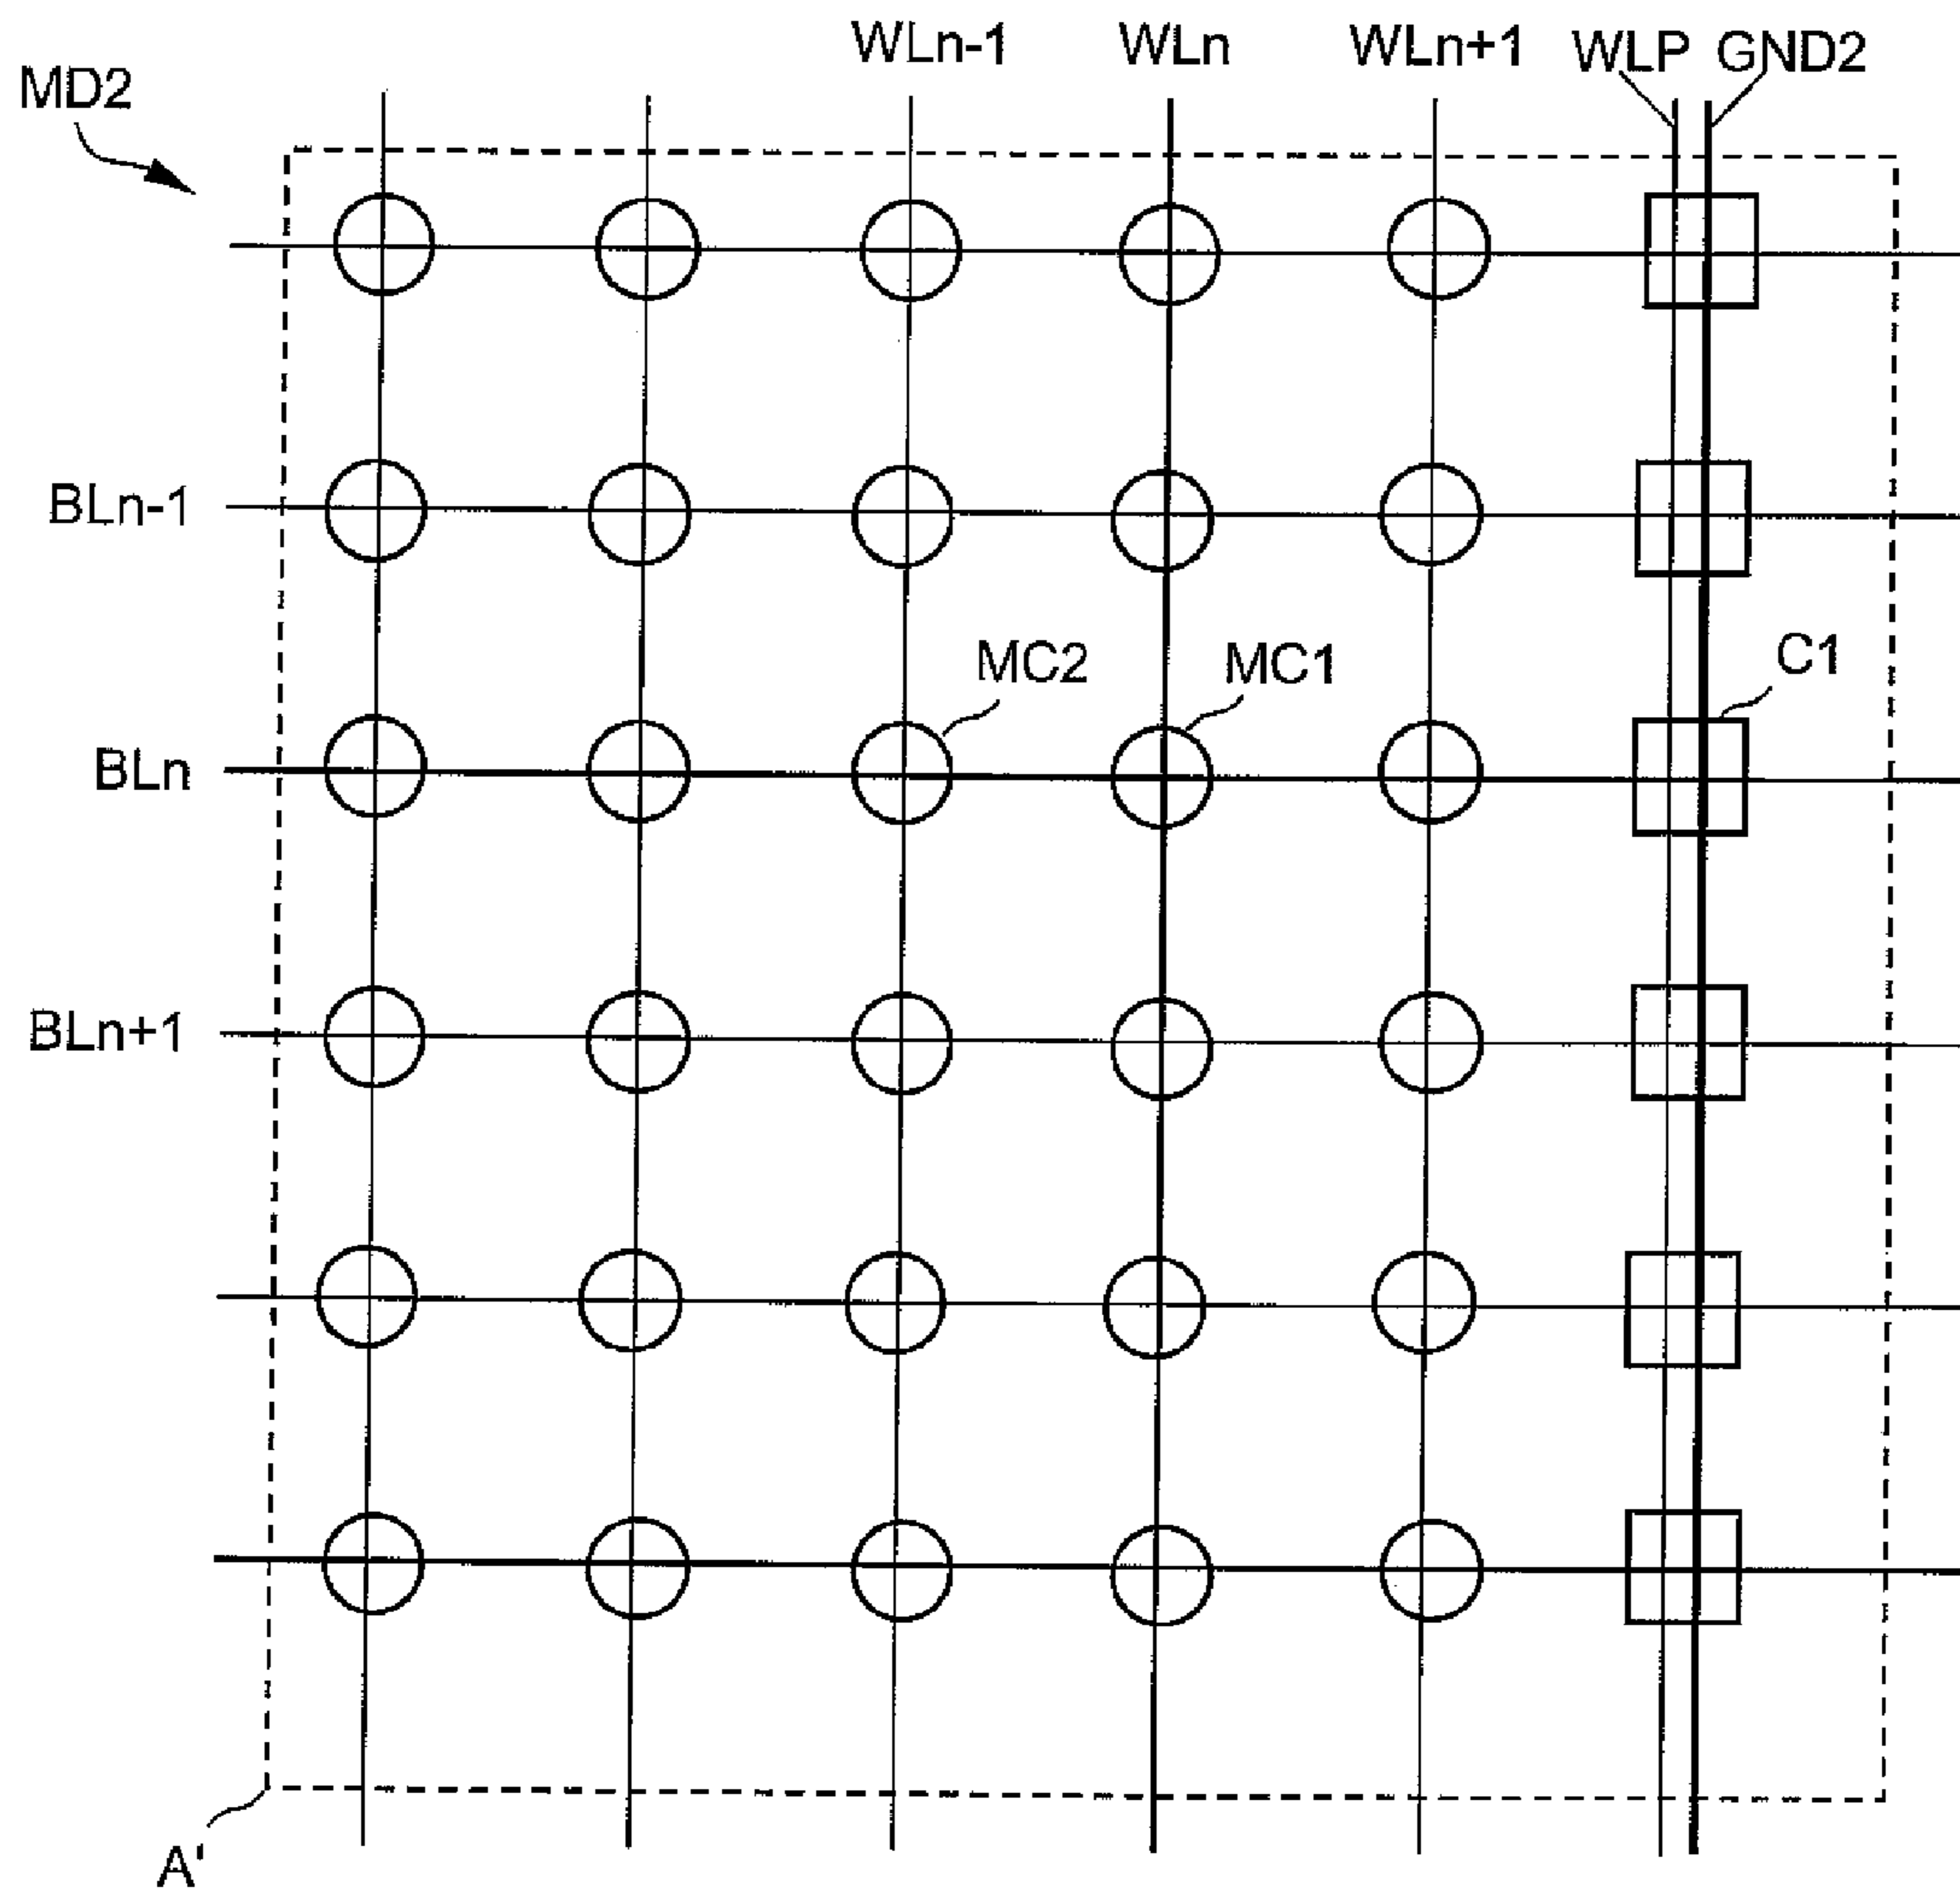 WLn-1 WLn WLn+1 WLP GND2
MD2
BLn-1
MC2 MC1 C1
BLn
BLn+1
A'